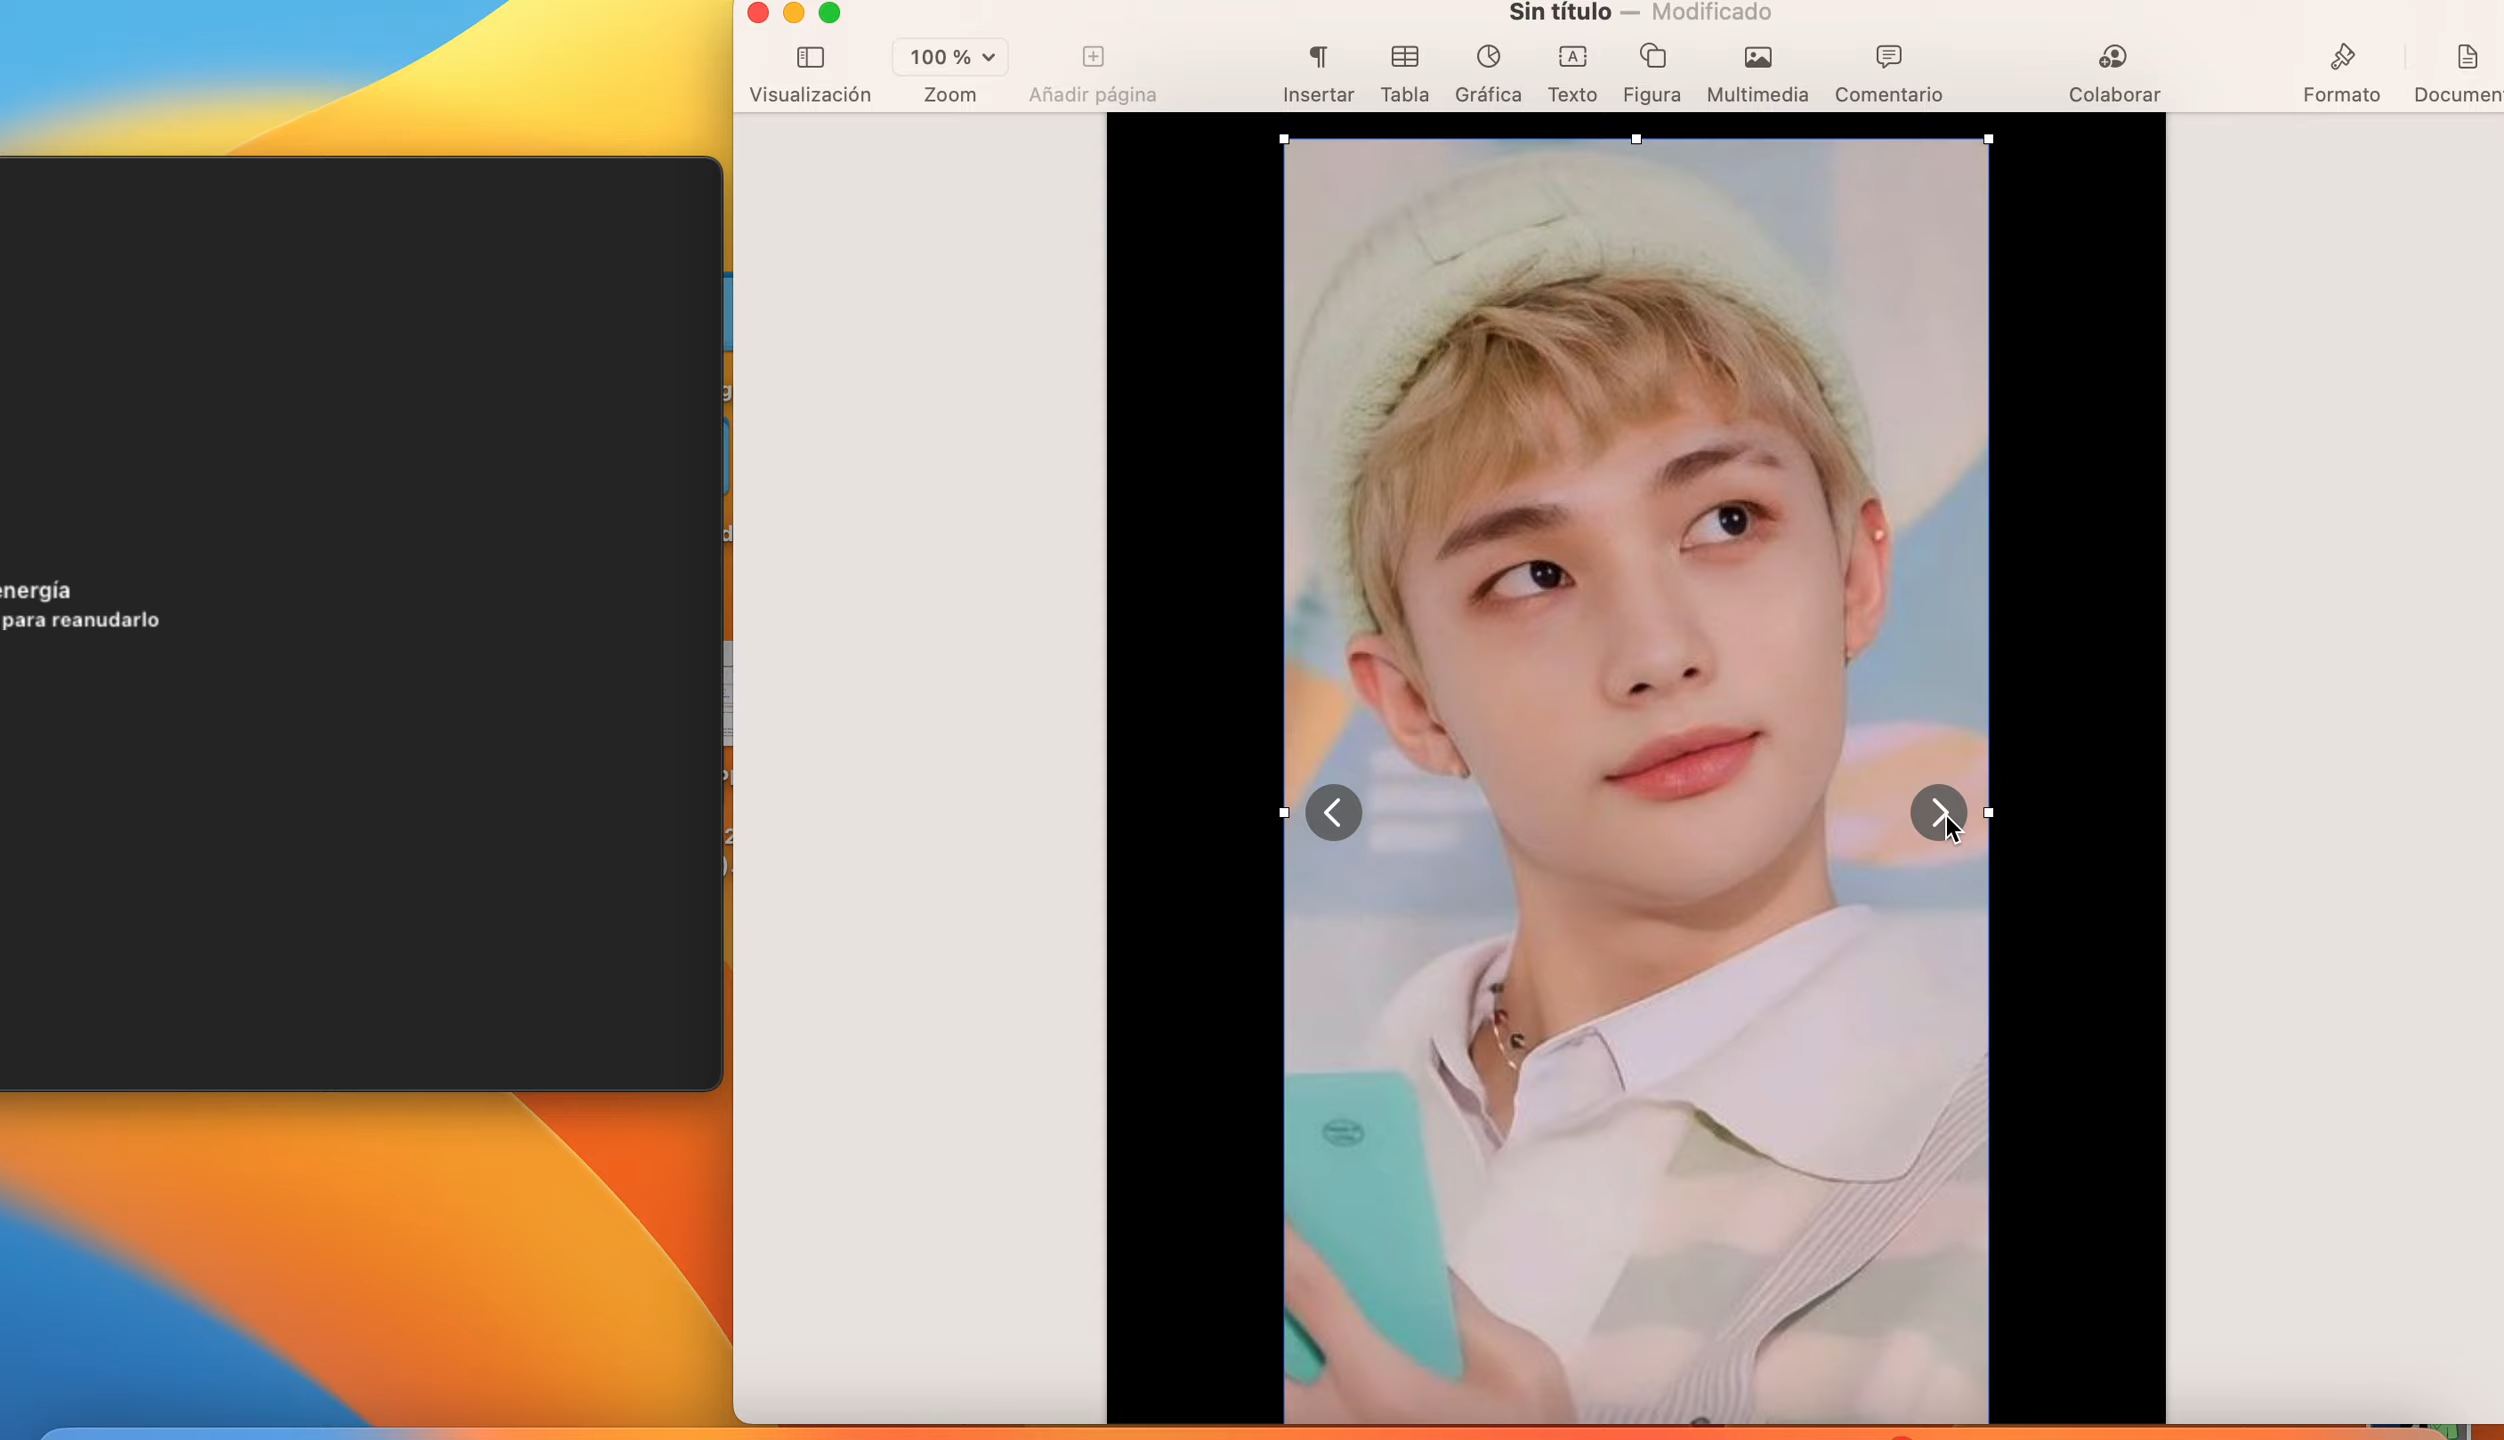 Sin título — Modificado
100 %
Visualización
Zoom
Añadir página
Insertar
Tabla
Gráfica
Texto
Figura
Multimedia
Comentario
Colaborar
Formato
Document
energía
para reanudarlo